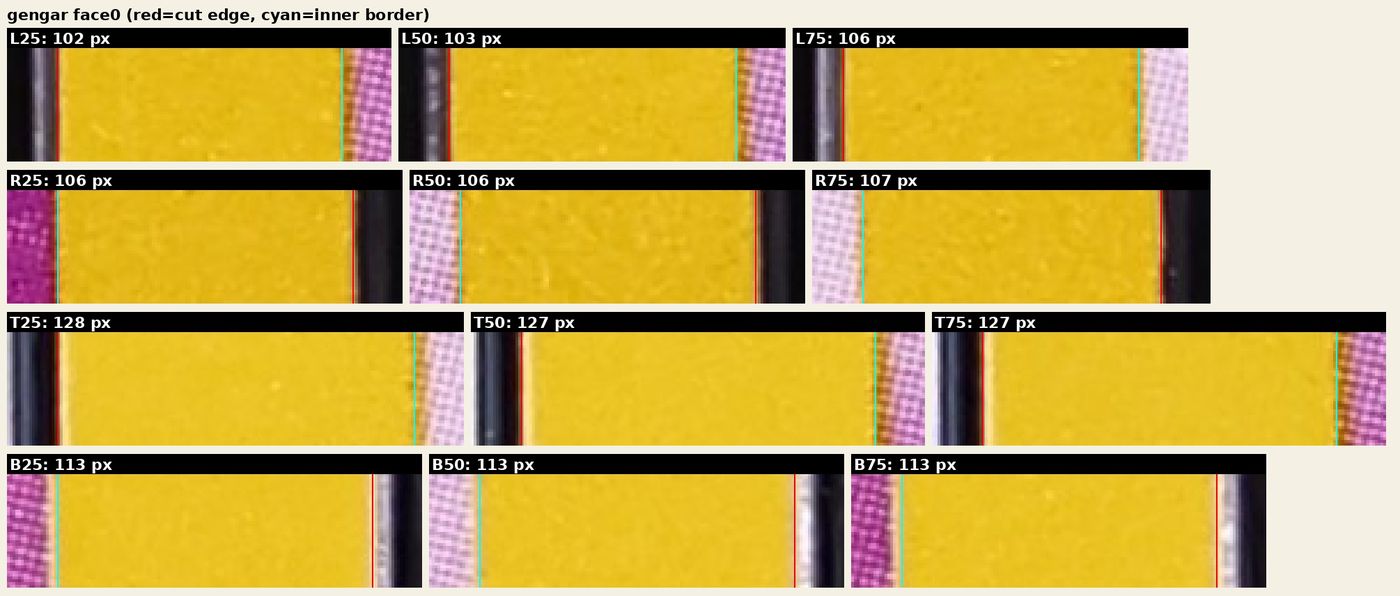 gengar face0 (red=cut edge, cyan=inner border)
L25: 102 px
L50: 103 px
L75: 106 px
R25: 106 px
R50: 106 px
R75: 107 px
T25: 128 px
T50: 127 px
T75: 127 px
B25: 113 px
B50: 113 px
B75: 113 px